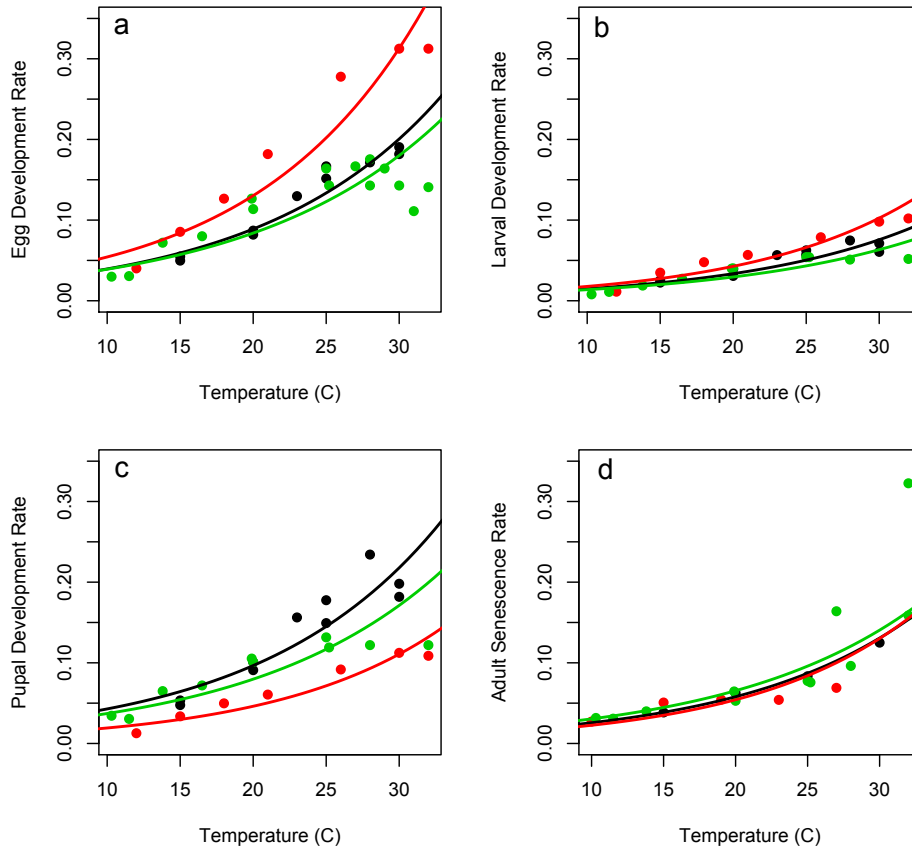 a
Egg Development Rate
0.00 0.10 0.20 0.30
10 15 20 25 30
Temperature (C)
b
Larval Development Rate
0.00 0.10 0.20 0.30
10 15 20 25 30
Temperature (C)
c
Pupal Development Rate
0.00 0.10 0.20 0.30
10 15 20 25 30
Temperature (C)
d
Adult Senescence Rate
0.00 0.10 0.20 0.30
10 15 20 25 30
Temperature (C)